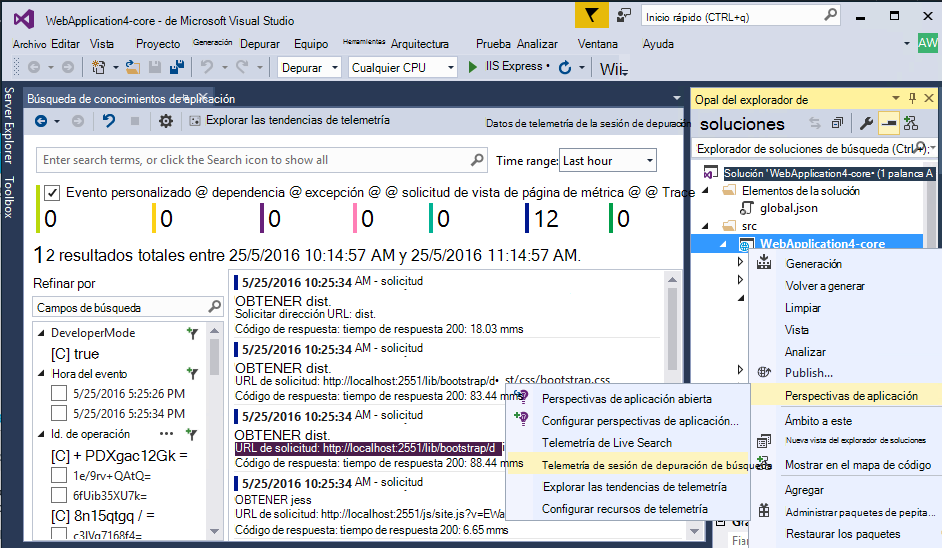 WebApplication4-core - de Microsoft Visual Studio
Inicio rápido (CTRL+q)
Archivo Editar Vista Proyecto Generación Depurar Equipo Herramientas Arquitectura Prueba Analizar Ventana Ayuda
AW
Depurar Cualquier CPU IIS Express
Server Explorer
Toolbox
Búsqueda de conocimientos de aplicación
Explorar las tendencias de telemetría
Datos de telemetría de la sesión de depuración
Enter search terms, or click the Search icon to show all
Time range: Last hour
Evento personalizado @ dependencia @ excepción @ @ solicitud de vista de página de métrica @ @ Trace
0 0 0 0 0 12 0
12 resultados totales entre 25/5/2016 10:14:57 AM y 25/5/2016 11:14:57 AM.
Refinar por
Campos de búsqueda
DeveloperMode
[C] true
Hora del evento
5/25/2016 5:25:26 PM
5/25/2016 5:25:34 PM
Id. de operación
[C] + PDXgac12Gk =
1e/9rv+QAtQ=
6fUib35XU7k=
[C] 8n15qtgq / =
c3IVg7168f4=
5/25/2016 10:25:34 AM - solicitud
OBTENER dist.
Solicitar dirección URL: dist.
Código de respuesta: tiempo de respuesta 200: 18.03 mms
5/25/2016 10:25:34 AM - solicitud
OBTENER dist.
URL de solicitud: http://localhost:2551/lib/bootstrap/d• st/css/bootstrap.css
Código de respuesta: tiempo de respuesta 200: 83.44 mms
5/25/2016 10:25:34 AM - solicitud
OBTENER dist.
URL de solicitud: http://localhost:2551/lib/bootstrap/d
Código de respuesta: tiempo de respuesta 200: 88.44 mms
5/25/2016 10:25:34 AM - solicitud
OBTENER jess
URL de solicitud: http://localhost:2551/js/site.js?v=EWa
Código de respuesta: tiempo de respuesta 200: 6.65 mms
Opal del explorador de
soluciones
Explorador de soluciones de búsqueda (Ctrl+;
Solución "WebApplication4-core• (1 palanca A
Elementos de la solución
global.json
src
WebApplication4-core
Generación
Volver a generar
Limpiar
Vista
Analizar
Publish...
Perspectivas de aplicación
Ámbito a este
Nueva vista del explorador de soluciones
Mostrar en el mapa de código
Agregar
Administrar paquetes de pepita...
Restaurar los paquetes
Perspectivas de aplicación abierta
Configurar perspectivas de aplicación...
Telemetría de Live Search
Telemetría de sesión de depuración de búsqueda
Explorar las tendencias de telemetría
Configurar recursos de telemetría